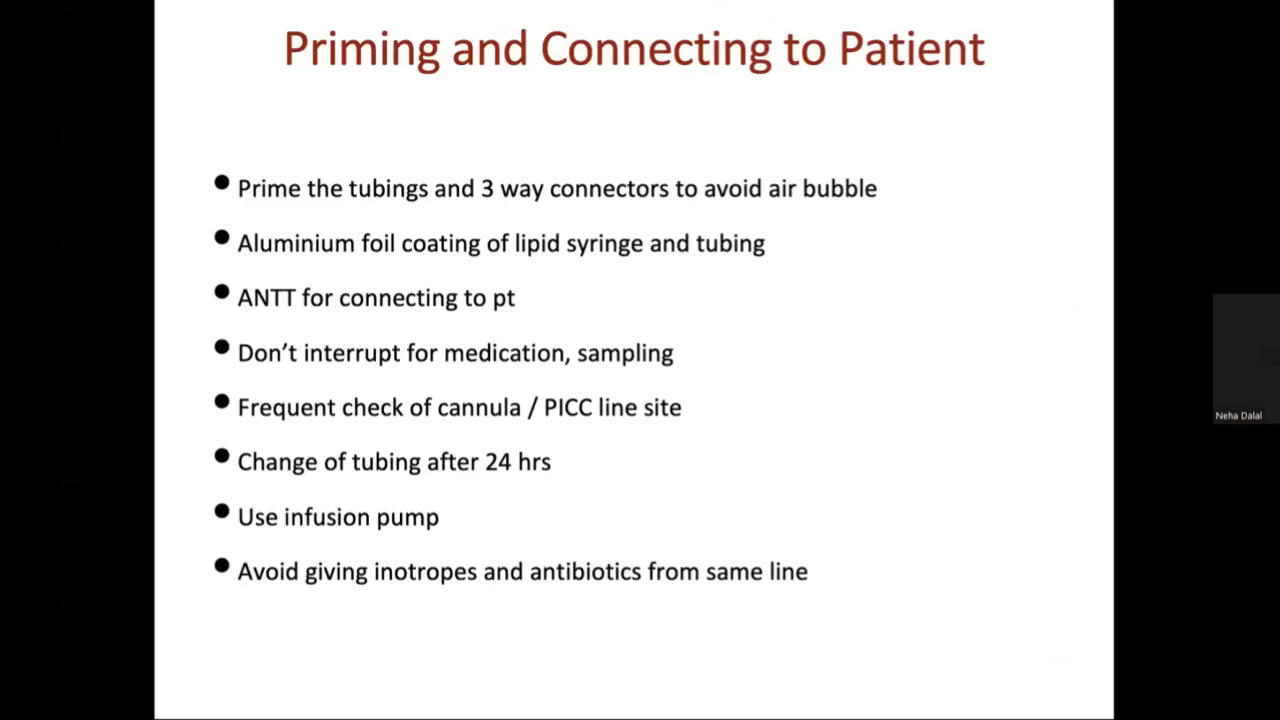 Priming and Connecting to Patient
• Prime the tubings and 3 way connectors to avoid air bubble
• Aluminium foil coating of lipid syringe and tubing
• ANTT for connecting to pt
• Don’t interrupt for medication, sampling
• Frequent check of cannula / PICC line site
• Change of tubing after 24 hrs
• Use infusion pump
• Avoid giving inotropes and antibiotics from same line
Neha Dalal